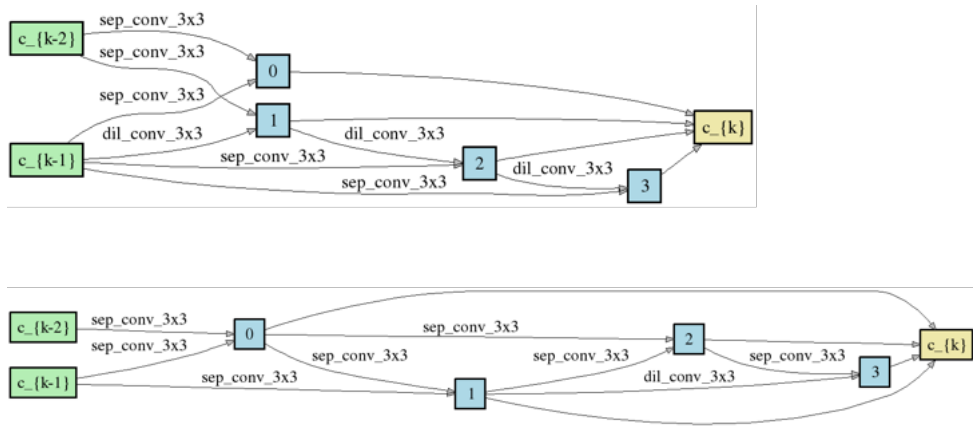 c_{k-2}
sep_conv_3x3
sep_conv_3x3
0
sep_conv_3x3
1
dil_conv_3x3
dil_conv_3x3
c_{k}
c_{k-1}
sep_conv_3x3
2
dil_conv_3x3
sep_conv_3x3
3
c_{k-2}
sep_conv_3x3
0
sep_conv_3x3
2
c_{k}
sep_conv_3x3
sep_conv_3x3
sep_conv_3x3
sep_conv_3x3
c_{k-1}
sep_conv_3x3
1
dil_conv_3x3
3